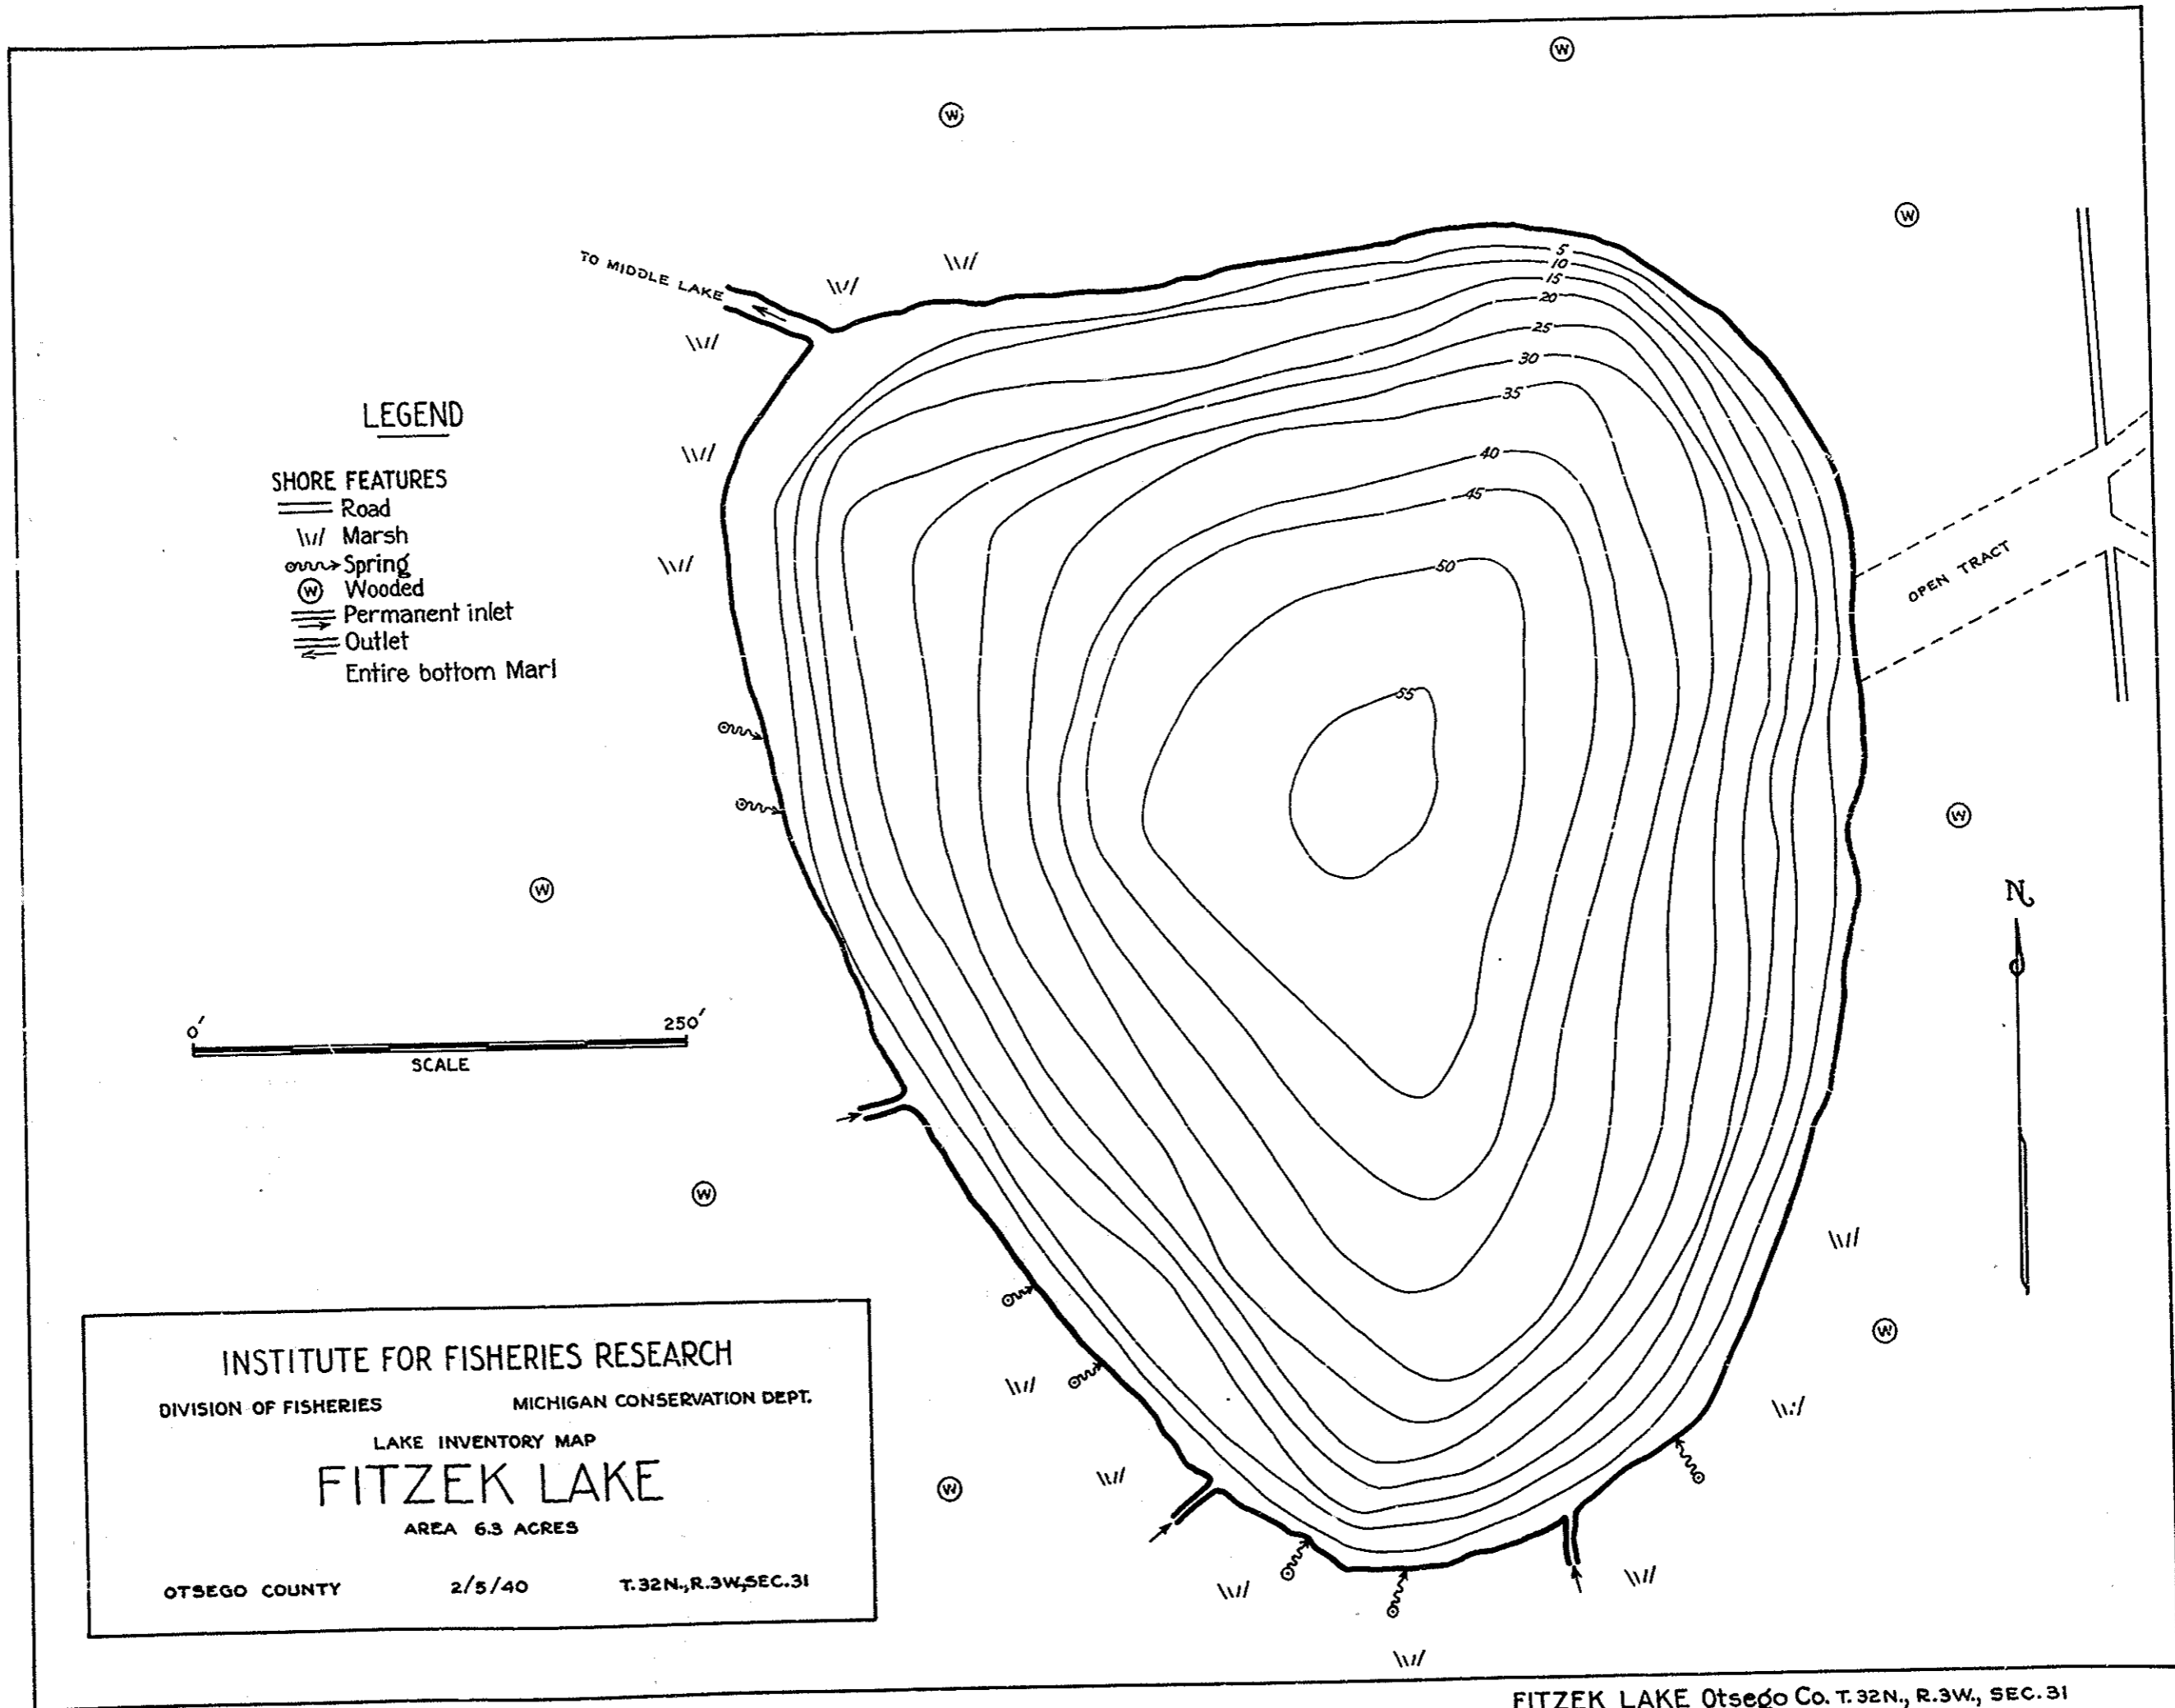 TO MIDDLE LAKE
5
10
15
20
25
30
35
40
45
50
55
LEGEND
SHORE FEATURES
Road
Marsh
Spring
W Wooded
Permanent inlet
Outlet
Entire bottom Marl
OPEN TRACT
N
0' 250'
SCALE
W
W
W
W
W
W
W
W
INSTITUTE FOR FISHERIES RESEARCH
DIVISION OF FISHERIES MICHIGAN CONSERVATION DEPT.
LAKE INVENTORY MAP
FITZEK LAKE
AREA 6.3 ACRES
OTSEGO COUNTY 2/5/40 T.32N.,R.3W,SEC.31
FITZEK LAKE Otsego Co. T.32N., R.3W., SEC.31